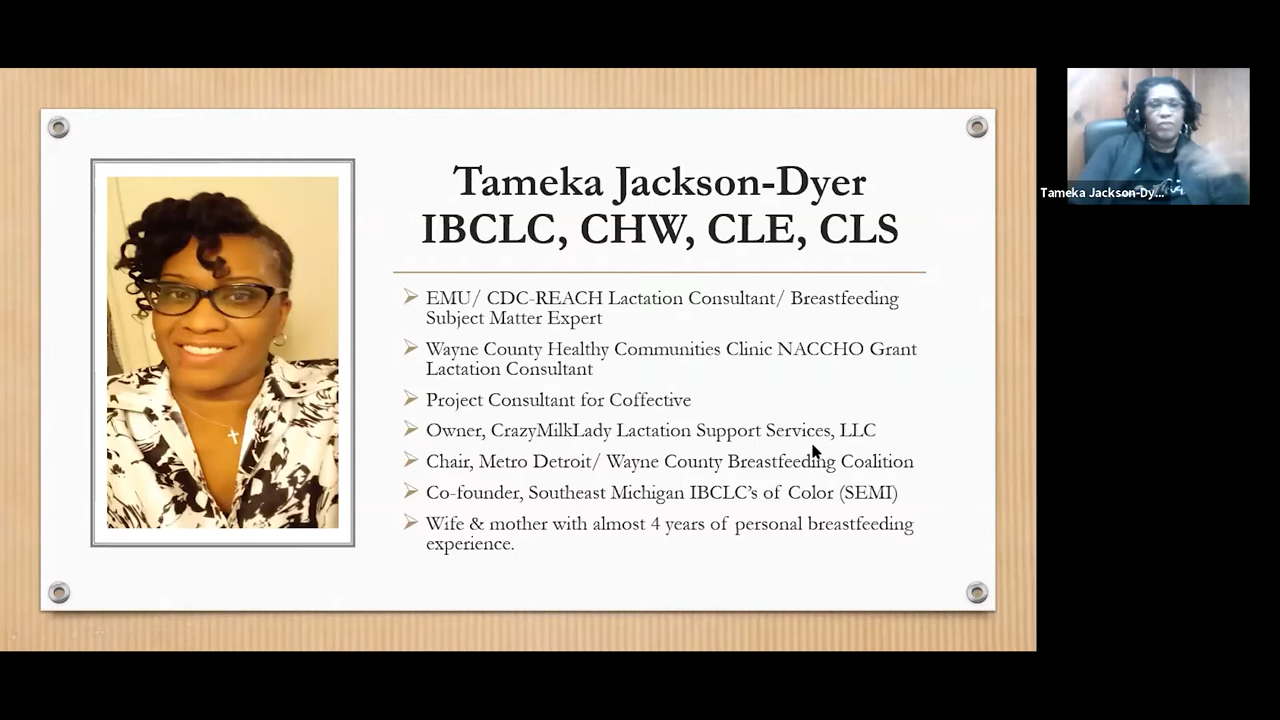 Tameka Jackson-Dyer
IBCLC, CHW, CLE, CLS
EMU/ CDC-REACH Lactation Consultant/ Breastfeeding
Subject Matter Expert
Wayne County Healthy Communities Clinic NACCHO Grant
Lactation Consultant
Project Consultant for Coffective
Owner, CrazyMilkLady Lactation Support Services, LLC
Chair, Metro Detroit/ Wayne County Breastfeeding Coalition
Co-founder, Southeast Michigan IBCLC’s of Color (SEMI)
Wife & mother with almost 4 years of personal breastfeeding
experience.
Tameka Jackson-Dy...